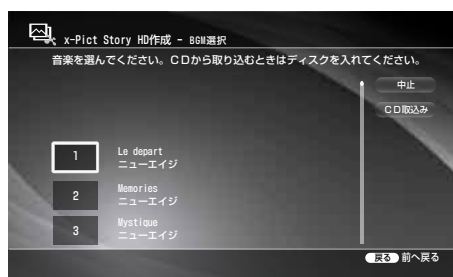 x-Pict Story HD作成 - BGM選択
音楽を選んでください。CDから取り込むときはディスクを入れてください。
中止
CD取込み
1
Le depart
ニューエイジ
2
Memories
ニューエイジ
3
Mystique
ニューエイジ
戻る 前へ戻る